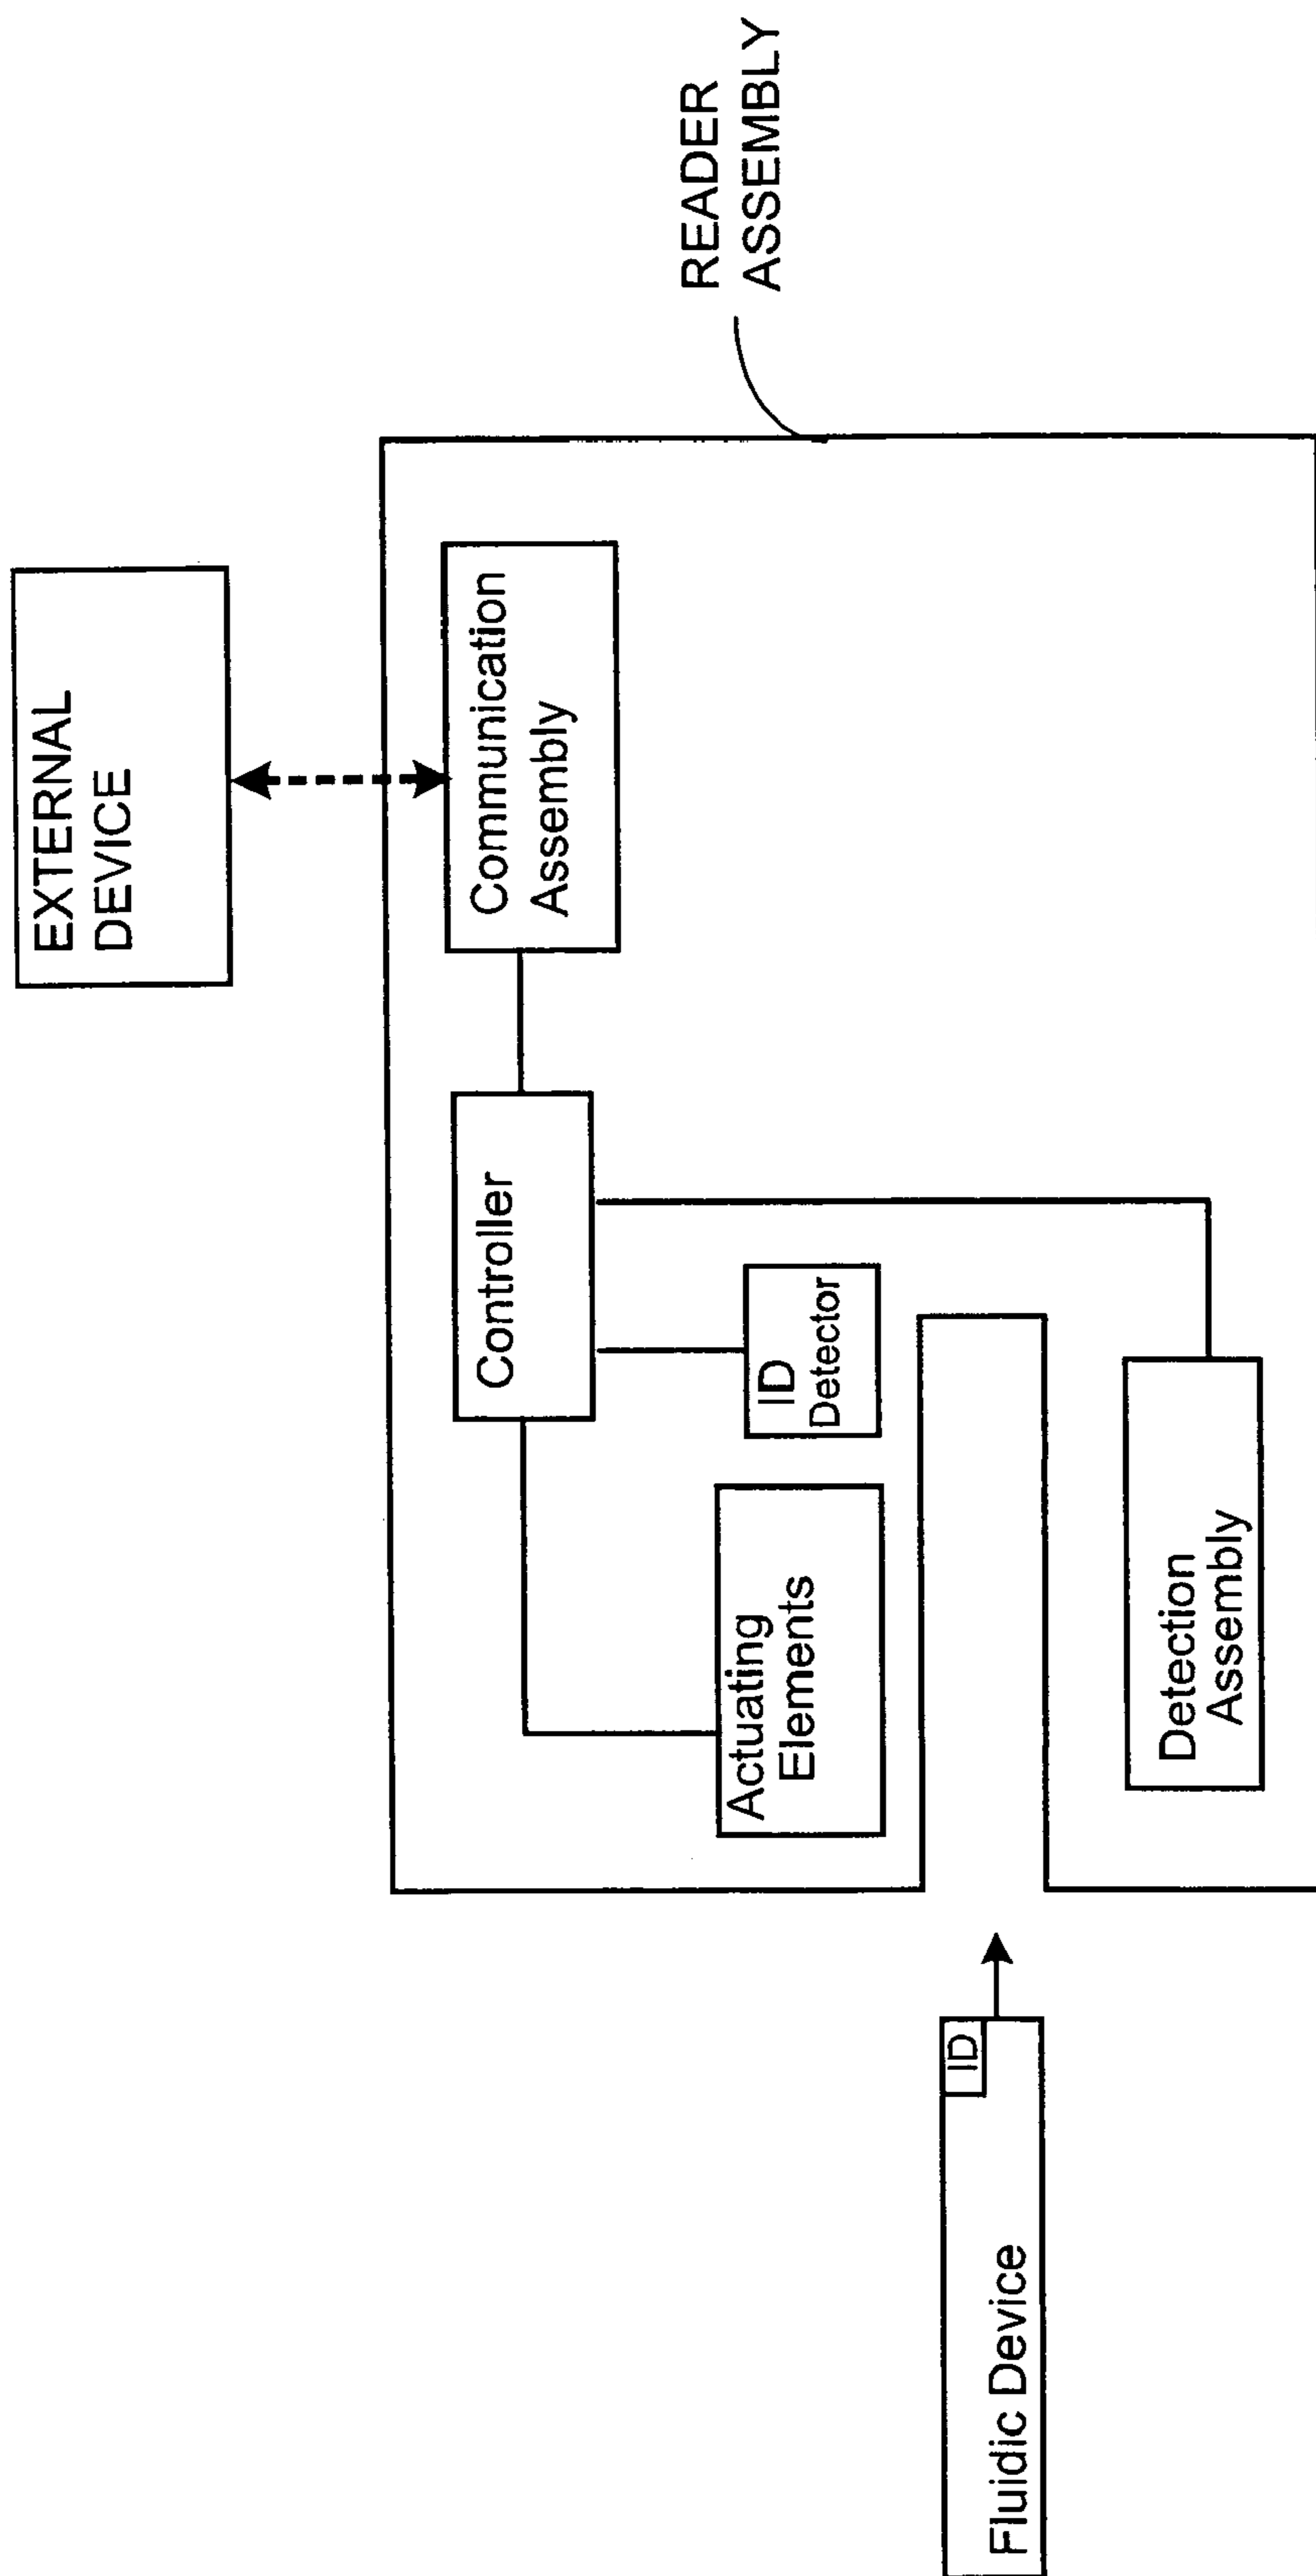 EXTERNAL
DEVICE
READER
ASSEMBLY
Communication
Assembly
Controller
ID
Detector
Actuating
Elements
Detection
Assembly
Fluidic Device
ID